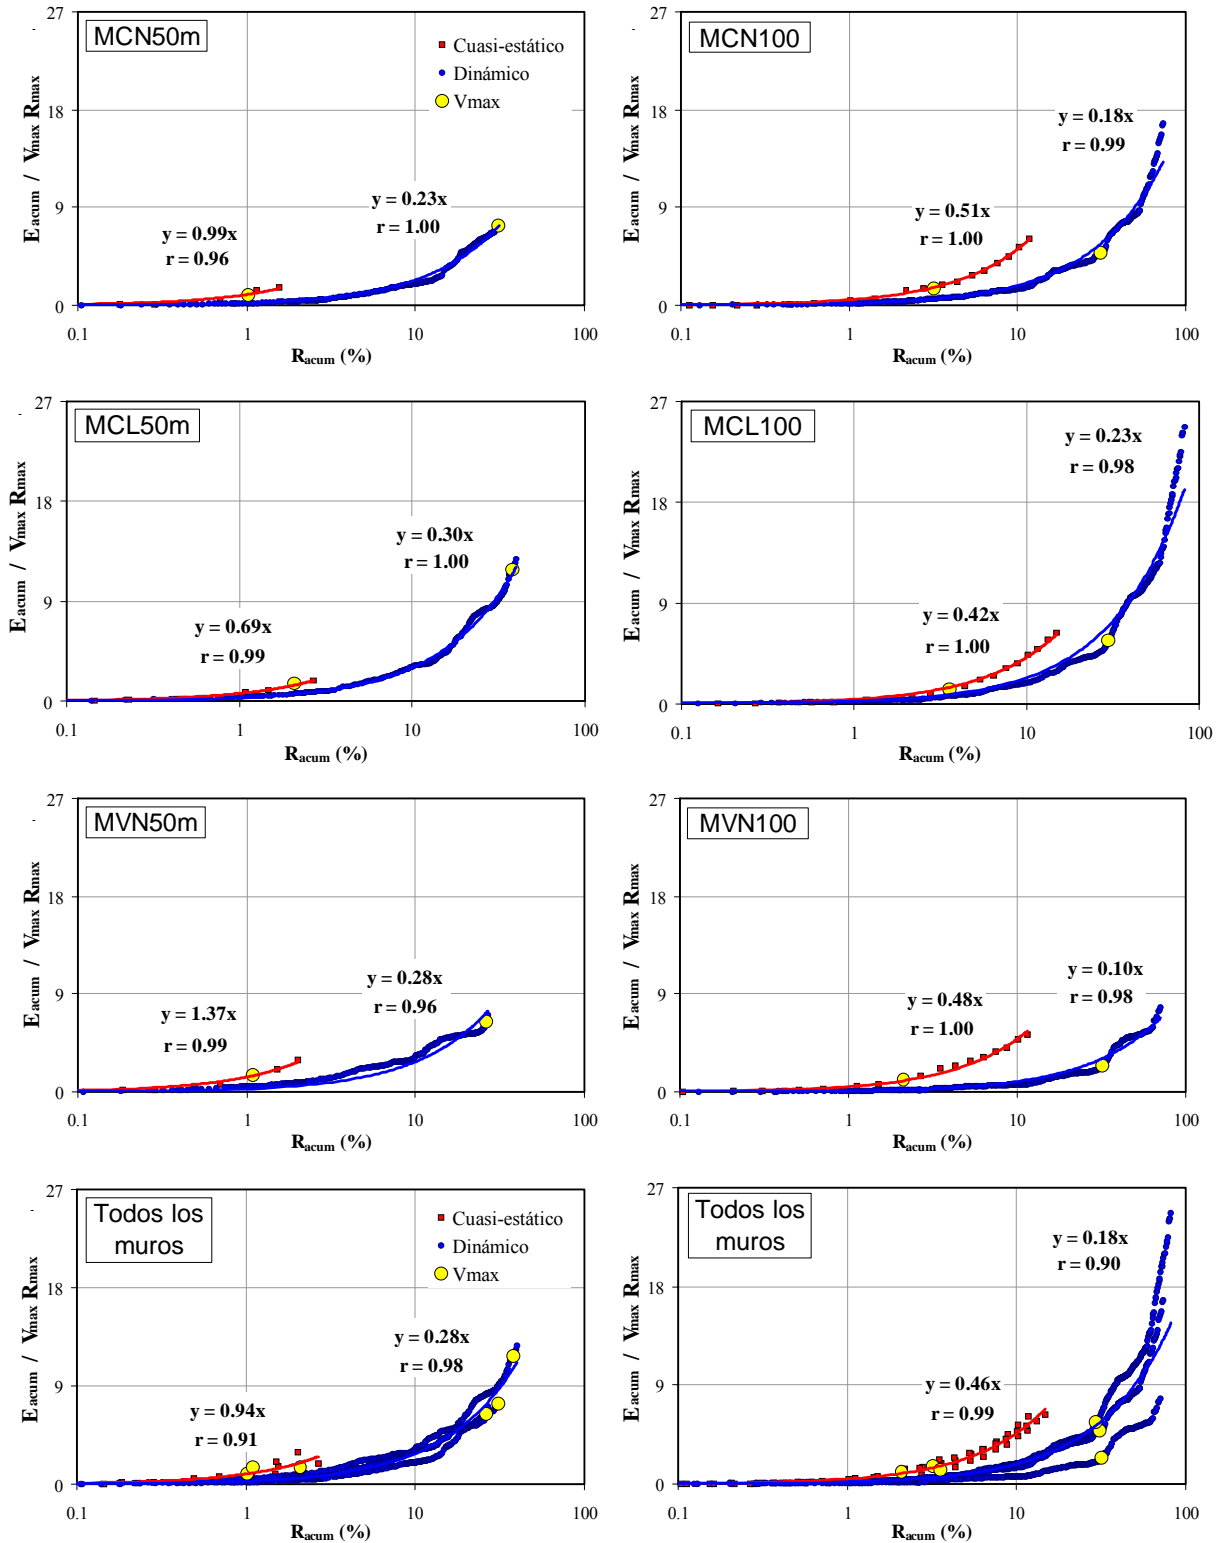 MCN50m
27
18
9
0
E acum / Vmax Rmax
Cuasi-estático
Dinámico
Vmax
y = 0.23x
r = 1.00
y = 0.99x
r = 0.96
0.1
1
10
100
Racum (%)
MCN100
27
18
9
0
E acum / Vmax Rmax
y = 0.18x
r = 0.99
y = 0.51x
r = 1.00
0.1
1
10
100
Racum (%)
MCL50m
27
18
9
0
E acum / Vmax Rmax
y = 0.30x
r = 1.00
y = 0.69x
r = 0.99
0.1
1
10
100
Racum (%)
MCL100
27
18
9
0
E acum / Vmax Rmax
y = 0.23x
r = 0.98
y = 0.42x
r = 1.00
0.1
1
10
100
Racum (%)
MVN50m
27
18
9
0
E acum / Vmax Rmax
y = 0.28x
r = 0.96
y = 1.37x
r = 0.99
0.1
1
10
100
Racum (%)
MVN100
27
18
9
0
E acum / Vmax Rmax
y = 0.10x
r = 0.98
y = 0.48x
r = 1.00
0.1
1
10
100
Racum (%)
Todos los
muros
27
18
9
0
E acum / Vmax Rmax
Cuasi-estático
Dinámico
Vmax
y = 0.28x
r = 0.98
y = 0.94x
r = 0.91
0.1
1
10
100
Racum (%)
Todos los
muros
27
18
9
0
E acum / Vmax Rmax
y = 0.18x
r = 0.90
y = 0.46x
r = 0.99
0.1
1
10
100
Racum (%)